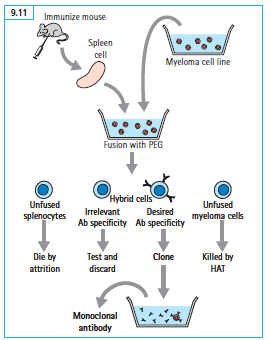 9.11
Immunize mouse
Spleen
cell
Myeloma cell line
Fusion with PEG
Hybrid cells
Unfused
splenocytes
Irrelevant
Ab specificity
Desired
Ab specificity
Unfused
myeloma cells
Die by
attrition
Test and
discard
Clone
Killed by
HAT
Monoclonal
antibody